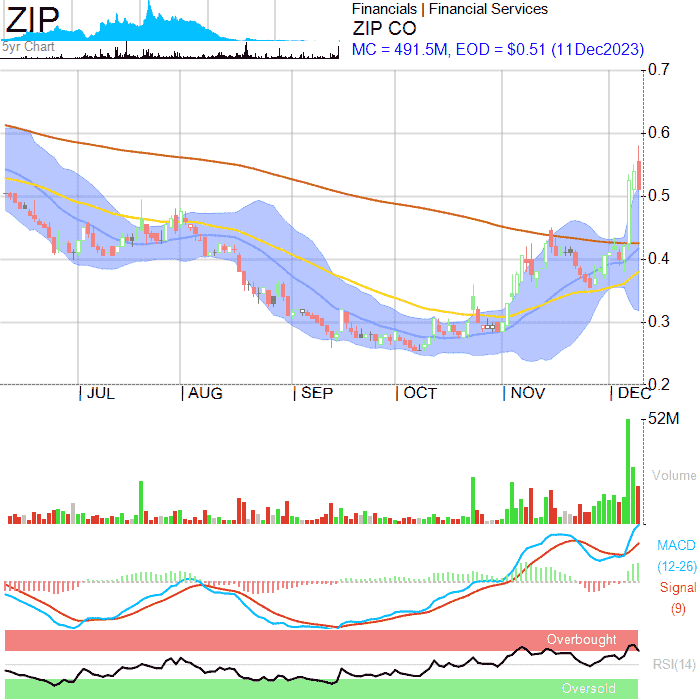 ZIP
5yr Chart
Financials | Financial Services
ZIP CO
MC = 491.5M, EOD = $0.51 (11Dec2023)
0.7
0.6
0.5
0.4
0.3
0.2
JUL AUG SEP OCT NOV DEC
52M
Volume
MACD
(12-26)
Signal
(9)
Overbought
RSI(14)
Oversold